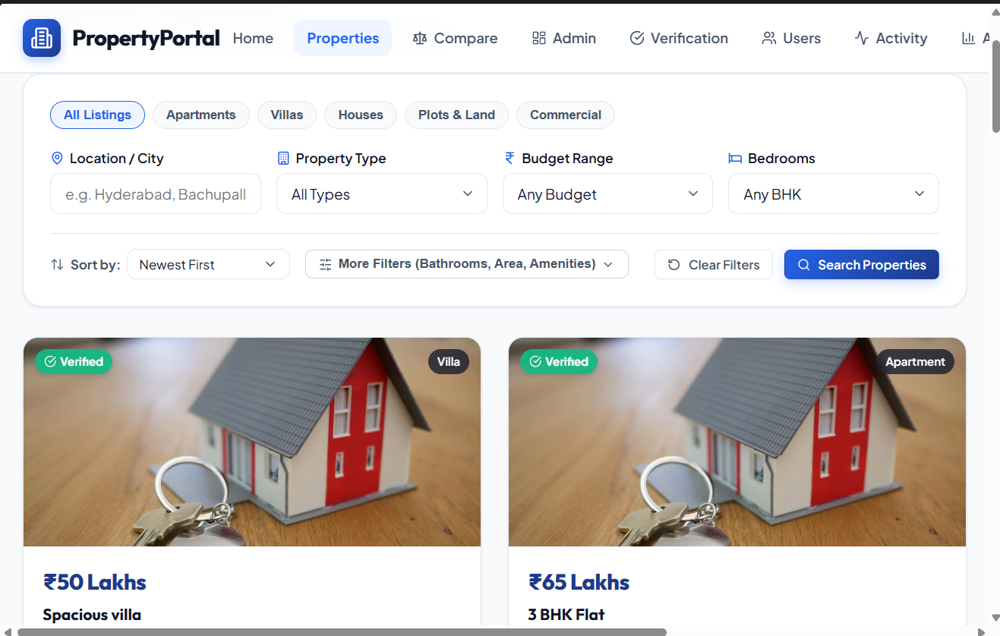 PropertyPortal Home Properties Compare Admin Verification Users Activity
All Listings Apartments Villas Houses Plots & Land Commercial
Location / City Property Type Budget Range Bedrooms
e.g. Hyderabad, Bachupall All Types Any Budget Any BHK
Sort by: Newest First More Filters (Bathrooms, Area, Amenities) Clear Filters Search Properties
Verified Villa Verified Apartment
₹50 Lakhs ₹65 Lakhs
Spacious villa 3 BHK Flat